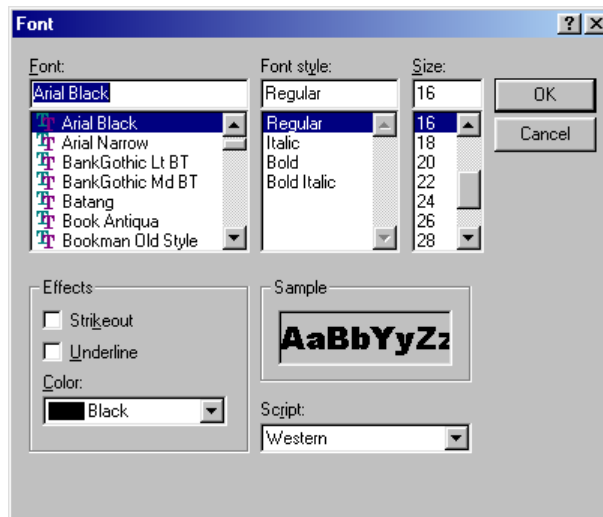 Font
Font:
Arial Black
Arial Black
Arial Narrow
BankGothic Lt BT
BankGothic Md BT
Batang
Book Antiqua
Bookman Old Style
Font style:
Regular
Regular
Italic
Bold
Bold Italic
Size:
16
16
18
20
22
24
26
28
OK
Cancel
Effects
Strikeout
Underline
Color:
Black
Sample
AaBbYyZz
Script:
Western